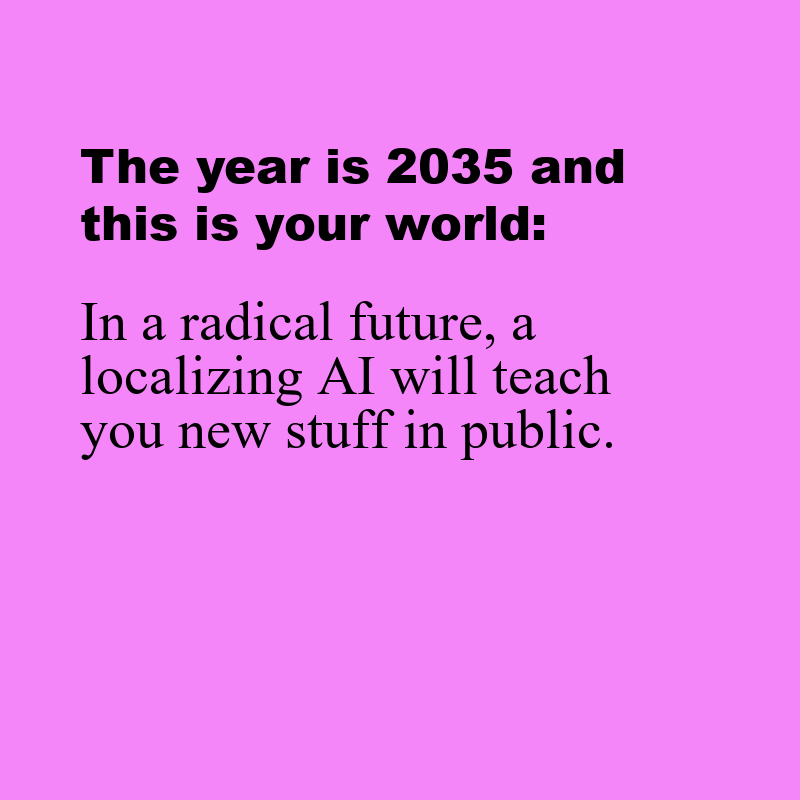 The year is 2035 and
this is your world:
In a radical future, a
localizing AI will teach
you new stuff in public.